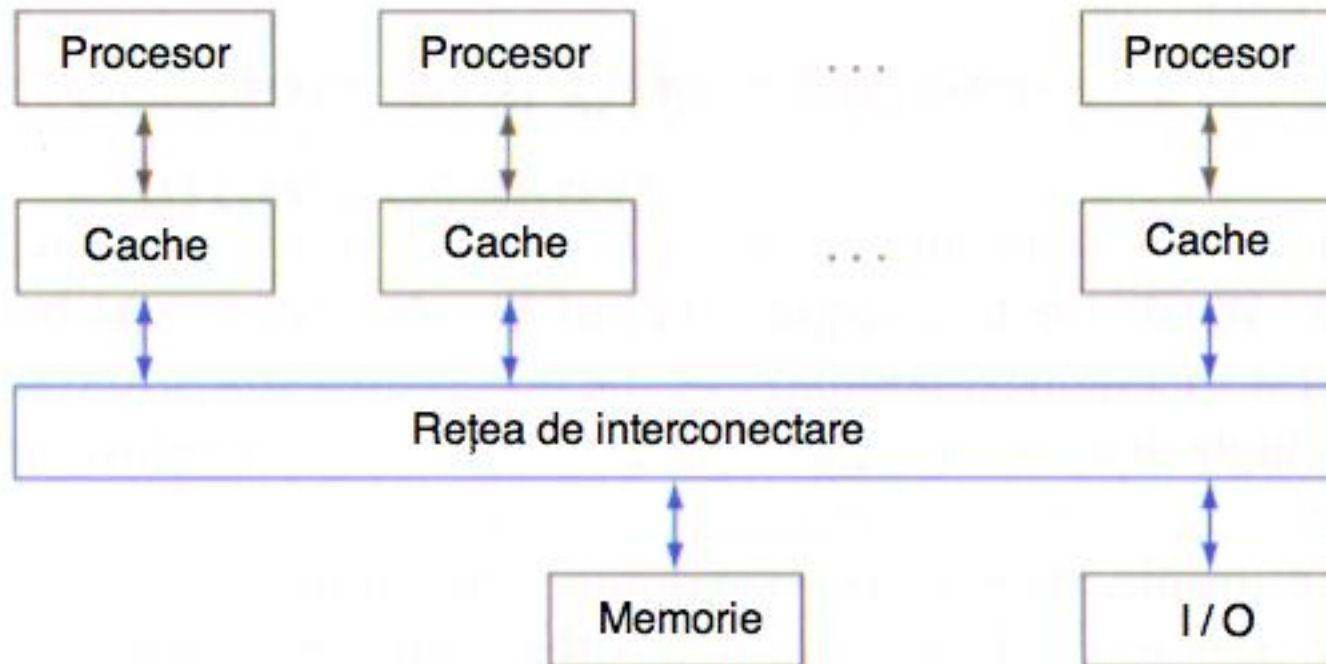 Procesor Procesor . . . Procesor
Cache Cache . . . Cache
Rețea de interconectare
Memorie I / O